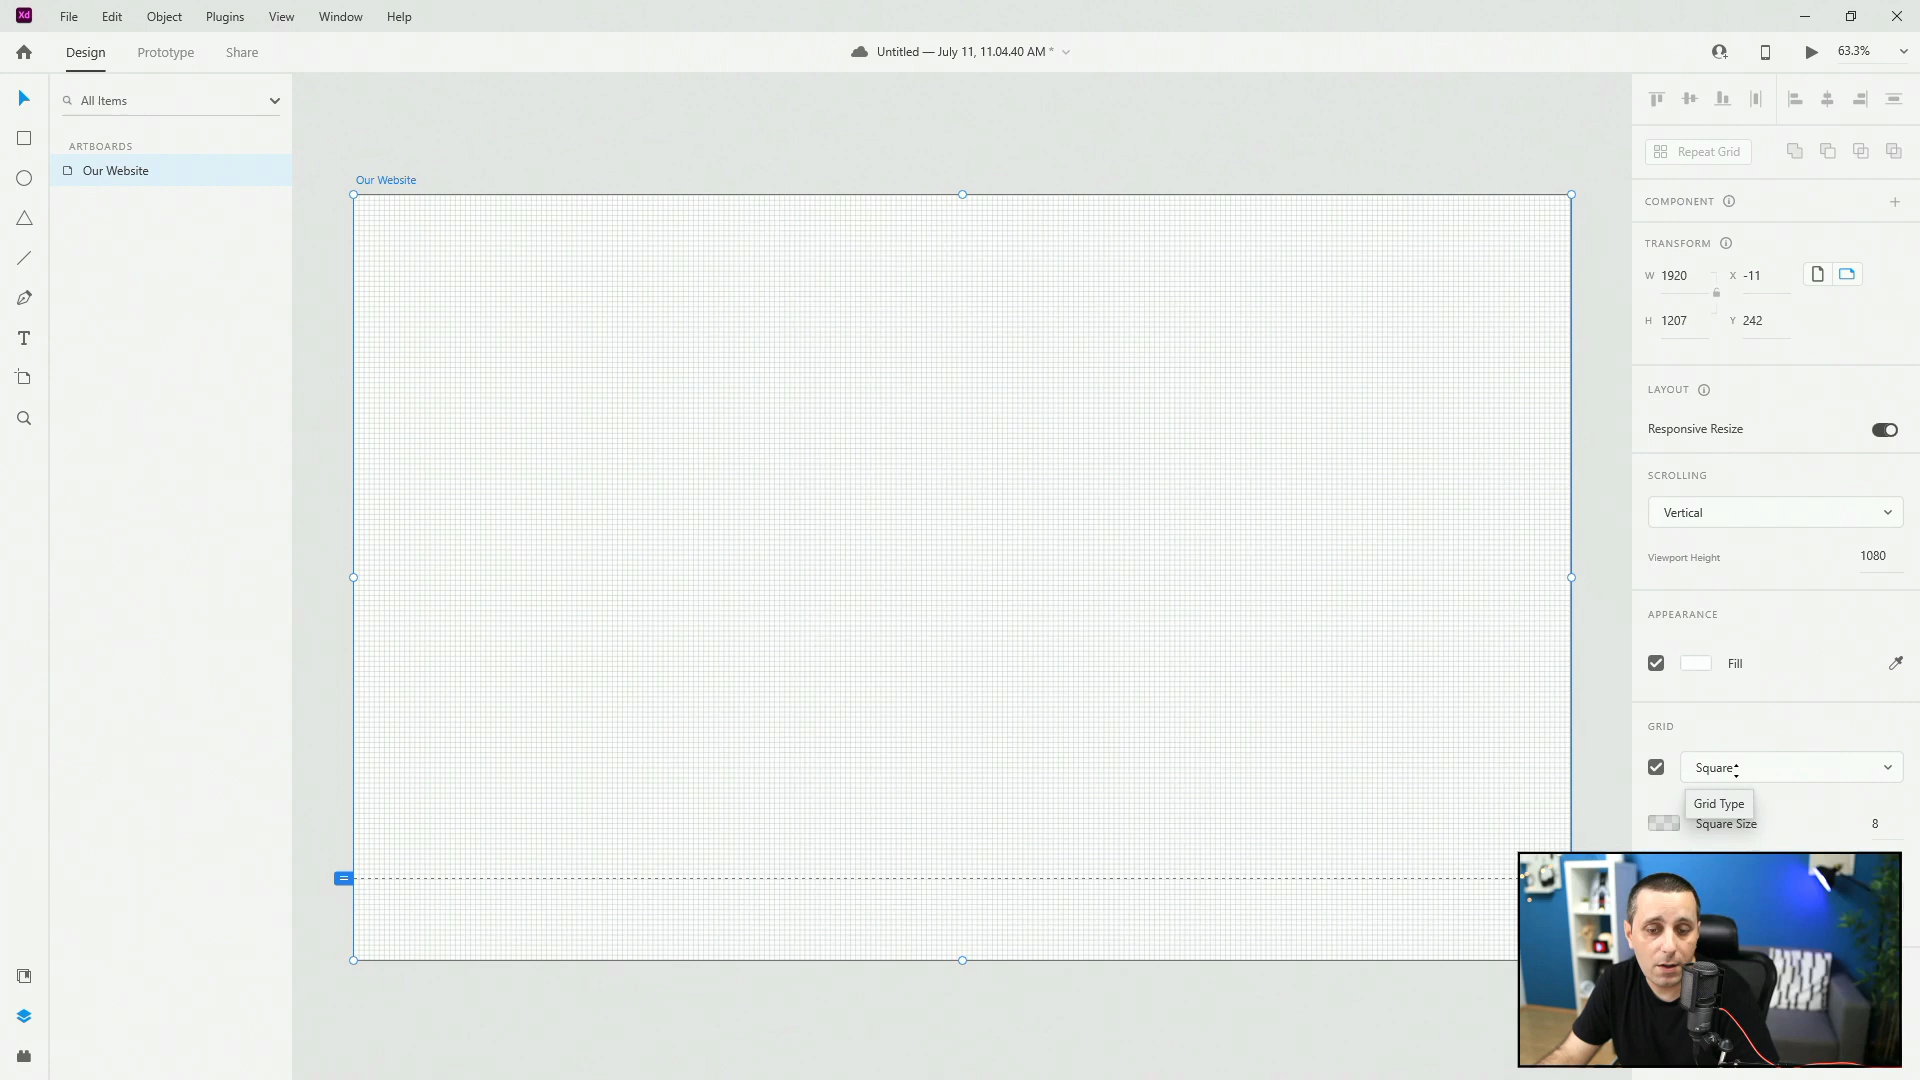 Xd File Edit Object Plugins View Window Help
Design Prototype Share Untitled — July 11, 11.04.40 AM * 63.3%
All Items
ARTBOARDS
Our Website
Our Website
Repeat Grid
COMPONENT
TRANSFORM
W 1920 X -11
H 1207 Y 242
LAYOUT
Responsive Resize
SCROLLING
Vertical
Viewport Height 1080
APPEARANCE
Fill
GRID
Square
Grid Type
Square Size 8